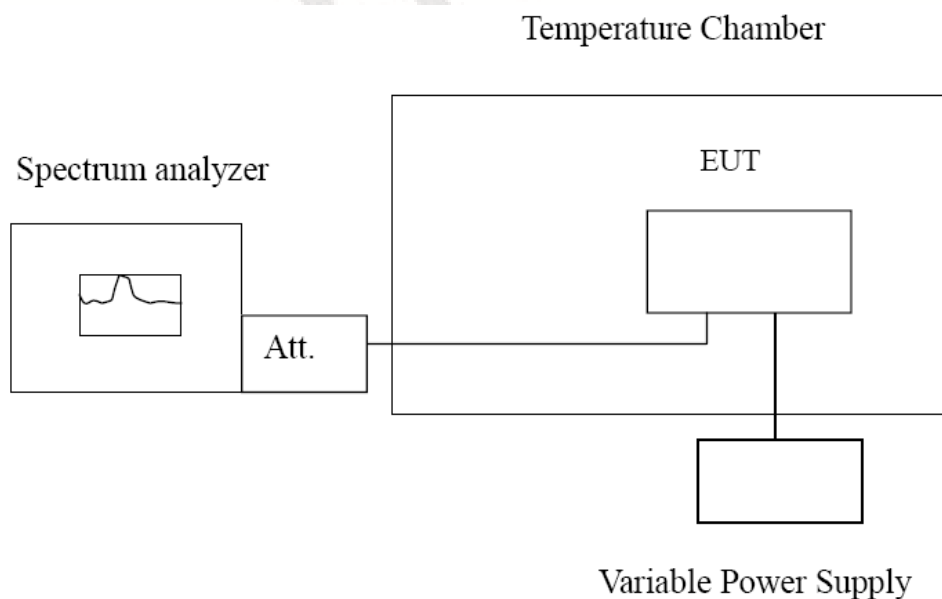 Temperature Chamber
Spectrum analyzer
EUT
Att.
Variable Power Supply